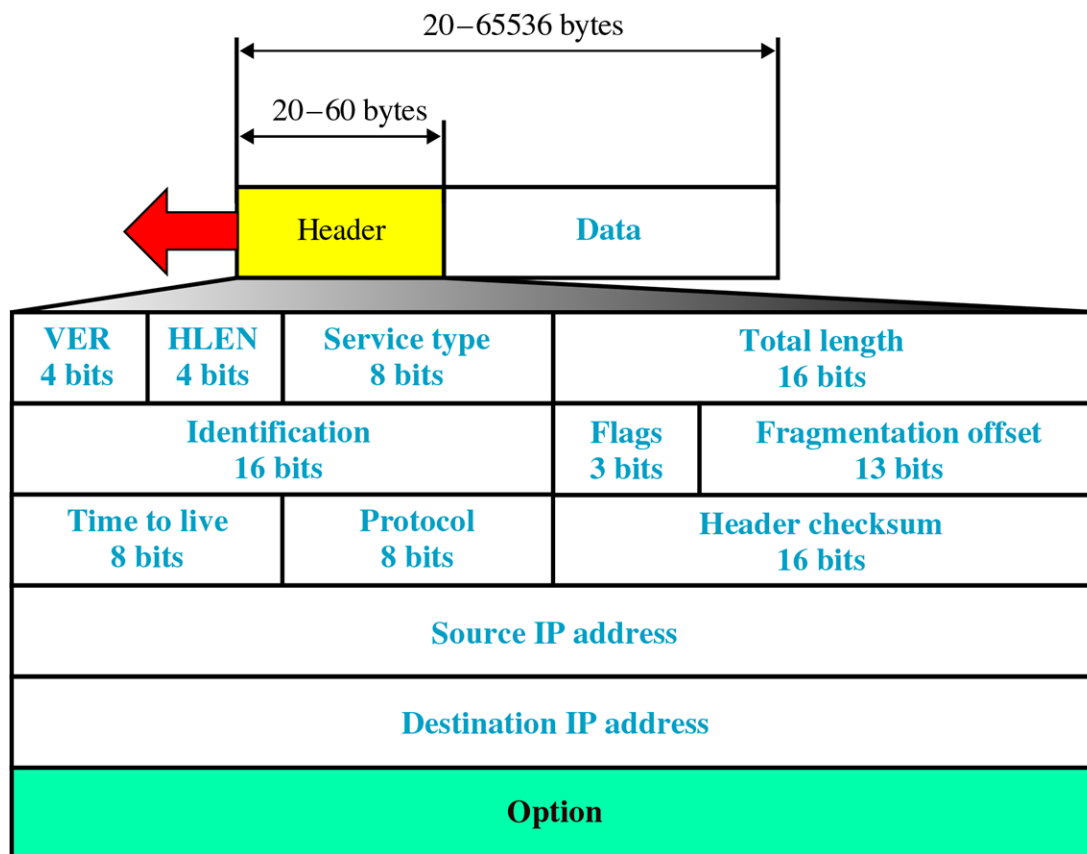 20–65536 bytes
20–60 bytes
Header
Data
VER
4 bits
HLEN
4 bits
Service type
8 bits
Total length
16 bits
Identification
16 bits
Flags
3 bits
Fragmentation offset
13 bits
Time to live
8 bits
Protocol
8 bits
Header checksum
16 bits
Source IP address
Destination IP address
Option